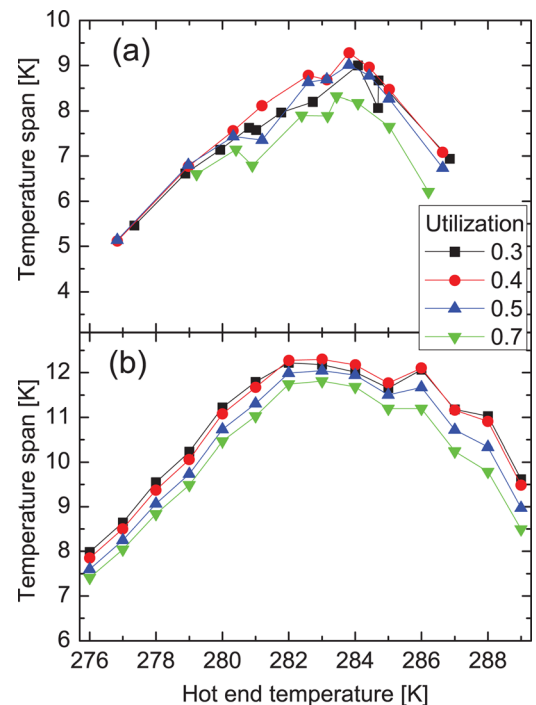 10
9
8
7
6
5
4
Temperature span [K]
(a)
Utilization
0.3
0.4
0.5
0.7
12
11
10
9
8
7
6
Temperature span [K]
(b)
276 278 280 282 284 286 288
Hot end temperature [K]